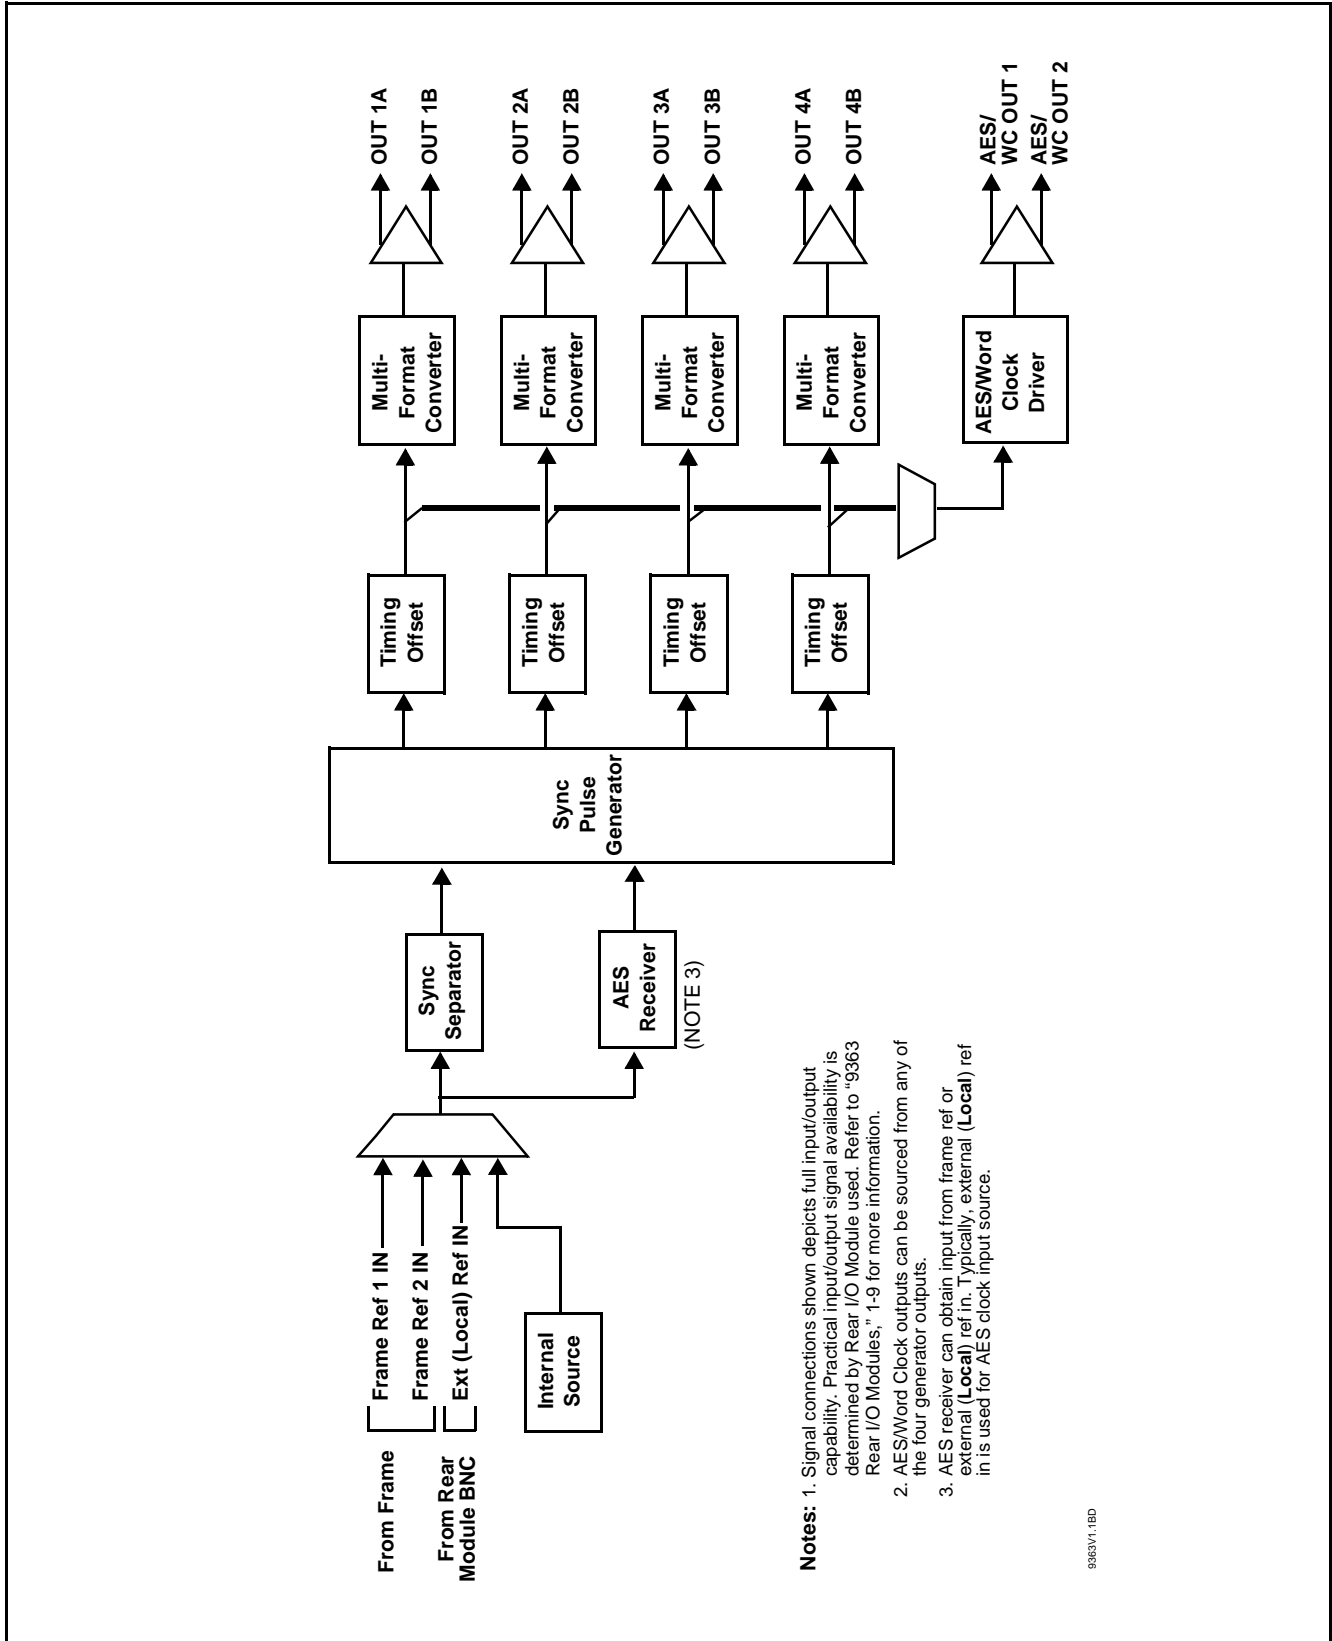 From Frame
Frame Ref 1 IN
Frame Ref 2 IN
From Rear
Module BNC
Ext (Local) Ref IN
Internal
Source
Sync
Separator
AES
Receiver
(NOTE 3)
Sync
Pulse
Generator
Timing
Offset
Timing
Offset
Timing
Offset
Timing
Offset
Multi-
Format
Converter
Multi-
Format
Converter
Multi-
Format
Converter
Multi-
Format
Converter
AES/Word
Clock
Driver
OUT 1A
OUT 1B
OUT 2A
OUT 2B
OUT 3A
OUT 3B
OUT 4A
OUT 4B
AES/
WC OUT 1
AES/
WC OUT 2
Notes: 1. Signal connections shown depicts full input/output
capability. Practical input/output signal availability is
determined by Rear I/O Module used. Refer to “9363
Rear I/O Modules,” 1-9 for more information.
2. AES/Word Clock outputs can be sourced from any of
the four generator outputs.
3. AES receiver can obtain input from frame ref or
external (Local) ref in. Typically, external (Local) ref
in is used for AES clock input source.
9363V1.1BD